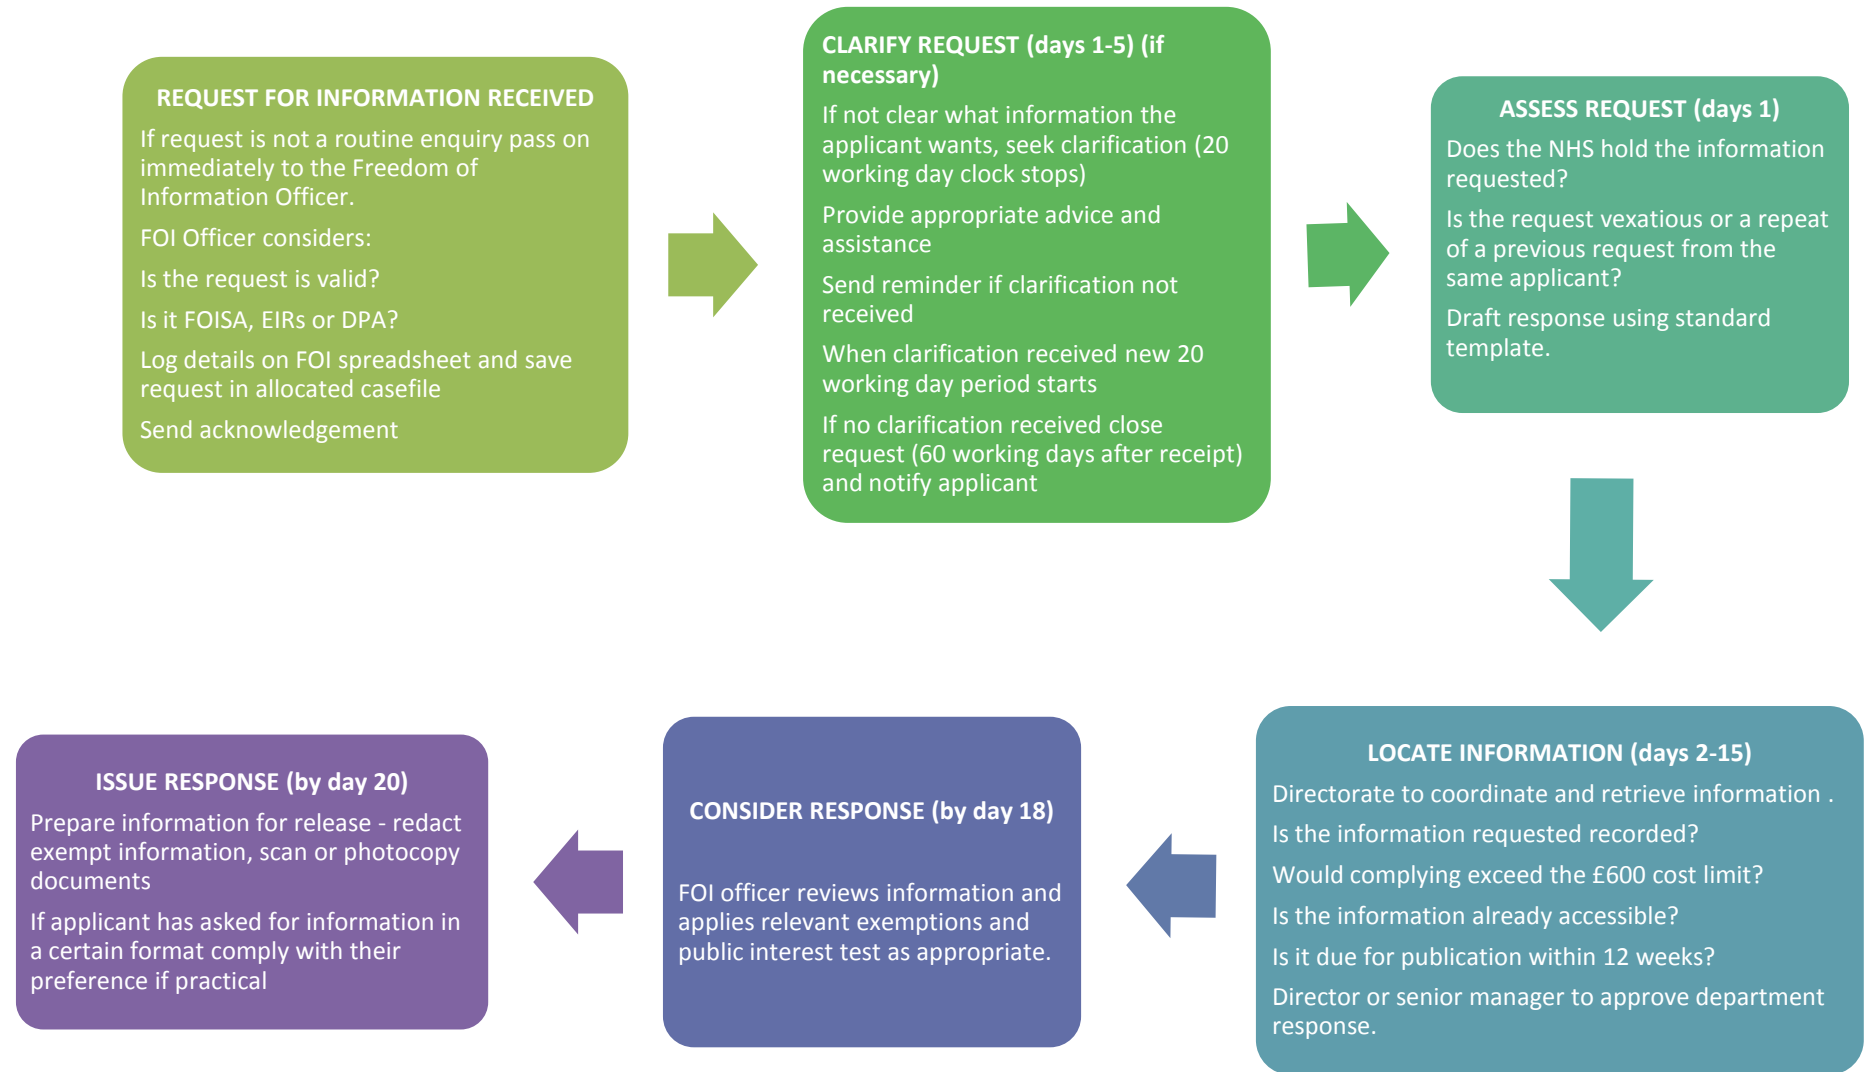 REQUEST FOR INFORMATION RECEIVED
If request is not a routine enquiry pass on
immediately to the Freedom of
Information Officer.
FOI Officer considers:
Is the request is valid?
Is it FOISA, EIRs or DPA?
Log details on FOI spreadsheet and save
request in allocated casefile
Send acknowledgement
CLARIFY REQUEST (days 1-5) (if
necessary)
If not clear what information the
applicant wants, seek clarification (20
working day clock stops)
Provide appropriate advice and
assistance
Send reminder if clarification not
received
When clarification received new 20
working day period starts
If no clarification received close
request (60 working days after receipt)
and notify applicant
ASSESS REQUEST (days 1)
Does the NHS hold the information
requested?
Is the request vexatious or a repeat
of a previous request from the
same applicant?
Draft response using standard
template.
LOCATE INFORMATION (days 2-15)
Directorate to coordinate and retrieve information .
Is the information requested recorded?
Would complying exceed the £600 cost limit?
Is the information already accessible?
Is it due for publication within 12 weeks?
Director or senior manager to approve department
response.
CONSIDER RESPONSE (by day 18)
FOI officer reviews information and
applies relevant exemptions and
public interest test as appropriate.
ISSUE RESPONSE (by day 20)
Prepare information for release - redact
exempt information, scan or photocopy
documents
If applicant has asked for information in
a certain format comply with their
preference if practical